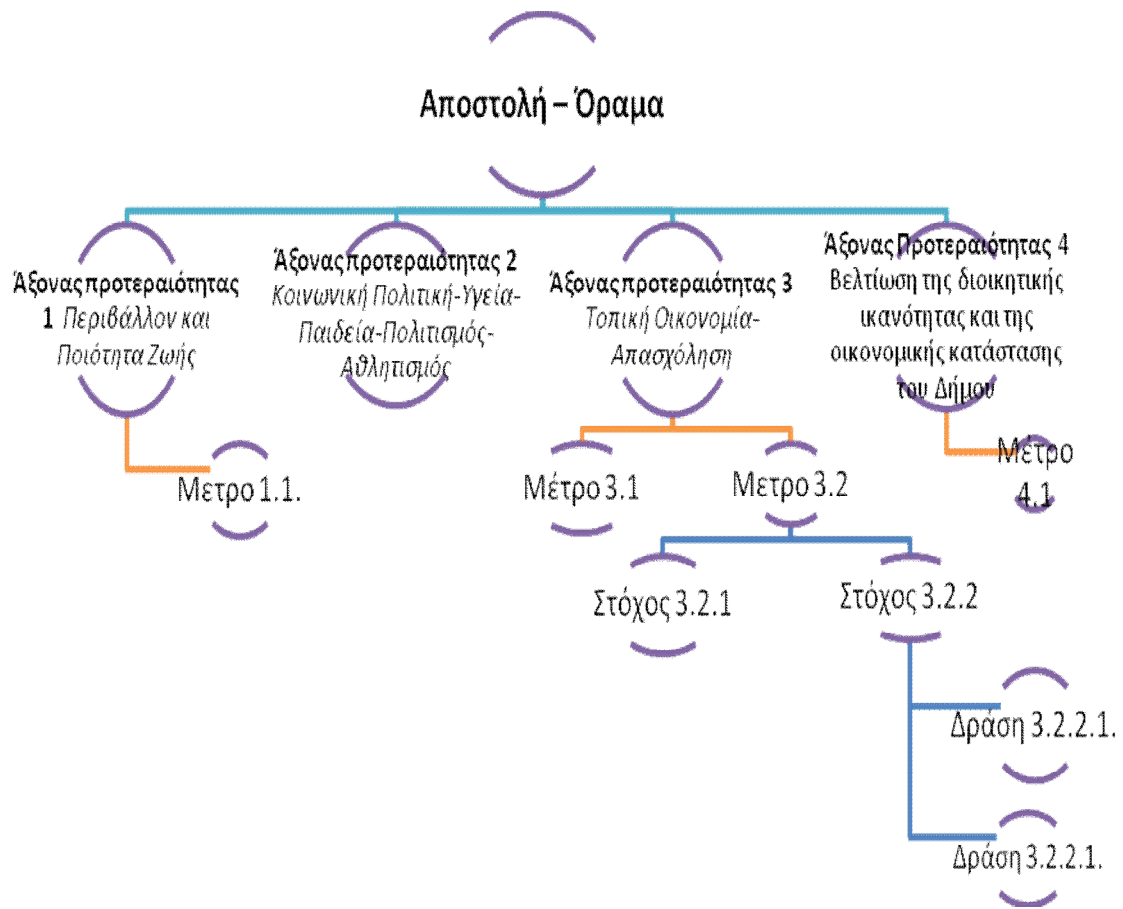 Αποστολή – Όραμα
Άξονας προτεραιότητας
1 Περιβάλλον και
Ποιότητα Ζωής
Άξονας προτεραιότητας 2
Κοινωνική Πολιτική-Υγεία-
Παιδεία-Πολιτισμός-
Αθλητισμός
Άξονας προτεραιότητας 3
Τοπική Οικονομία-
Απασχόληση
Άξονας Προτεραιότητας 4
Βελτίωση της διοικητικής
ικανότητας και της
οικονομικής κατάστασης
του Δήμου
Μετρο 1.1.
Μέτρο 3.1
Μετρο 3.2
Μέτρο
4.1
Στόχος 3.2.1
Στόχος 3.2.2
Δράση 3.2.2.1.
Δράση 3.2.2.1.